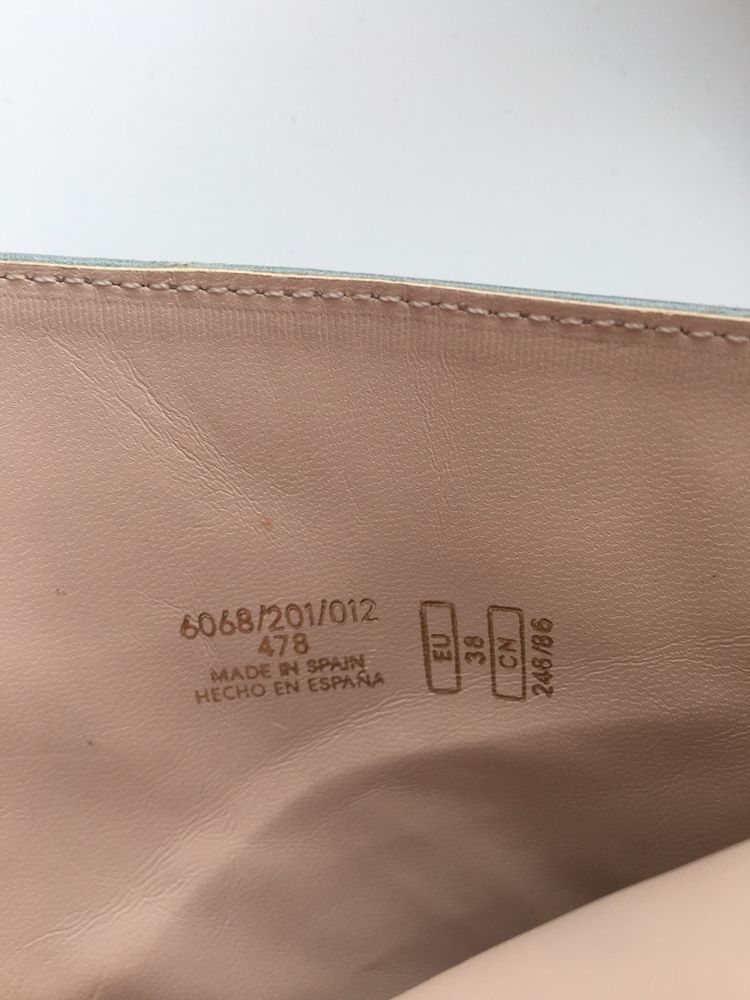 6068/201/012
478
MADE IN SPAIN
HECHO EN ESPAÑA
EU
38
CN
246/86